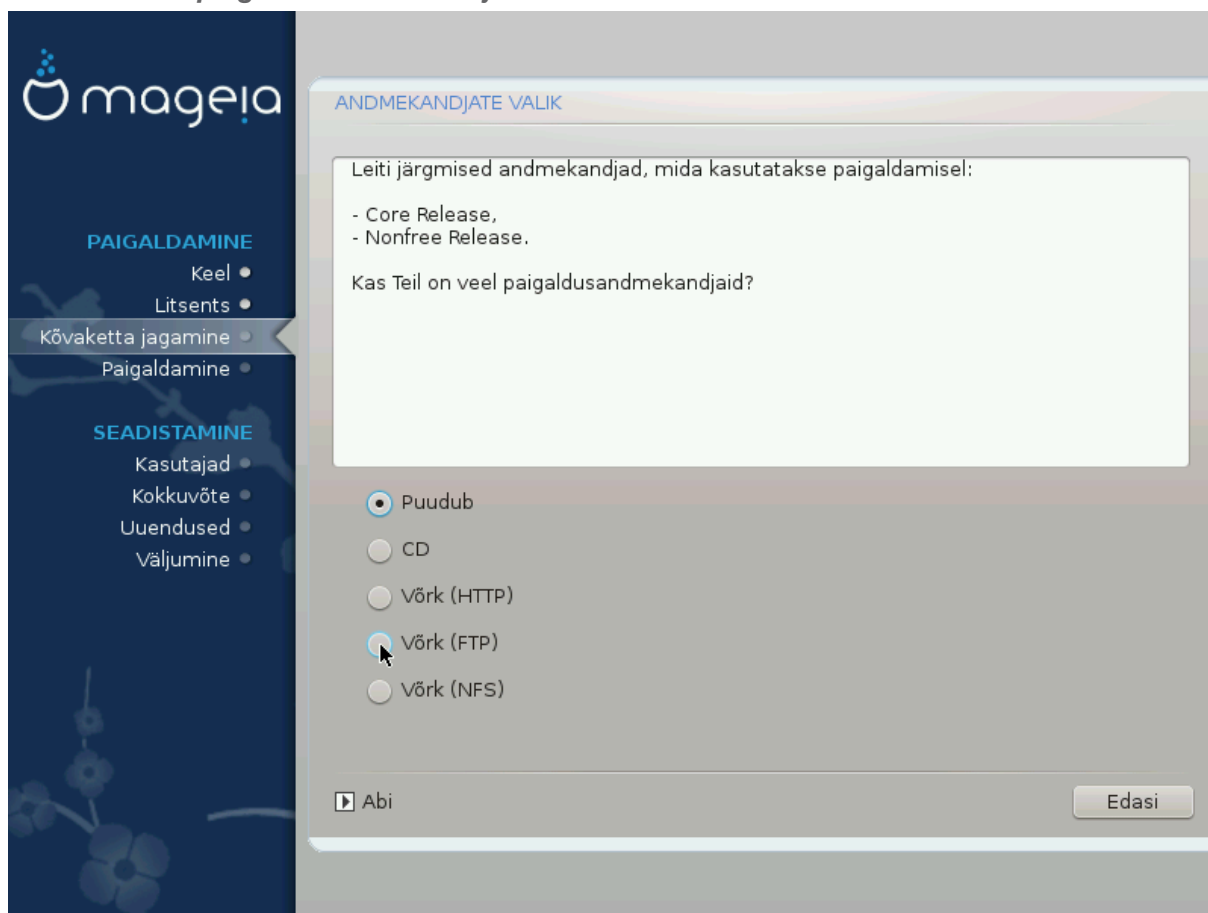 mageia
ANDMEKANDJATE VALIK
Leiti järgmised andmekandjad, mida kasutatakse paigaldamisel:
- Core Release,
- Nonfree Release.
Kas Teil on veel paigaldusandmekandjaid?
PAIGALDAMINE
Keel
Litsents
Kõvaketta jagamine
Paigaldamine
SEADISTAMINE
Kasutajad
Kokkuvõte
Uuendused
Väljumine
Puudub
CD
Võrk (HTTP)
Võrk (FTP)
Võrk (NFS)
Abi
Edasi